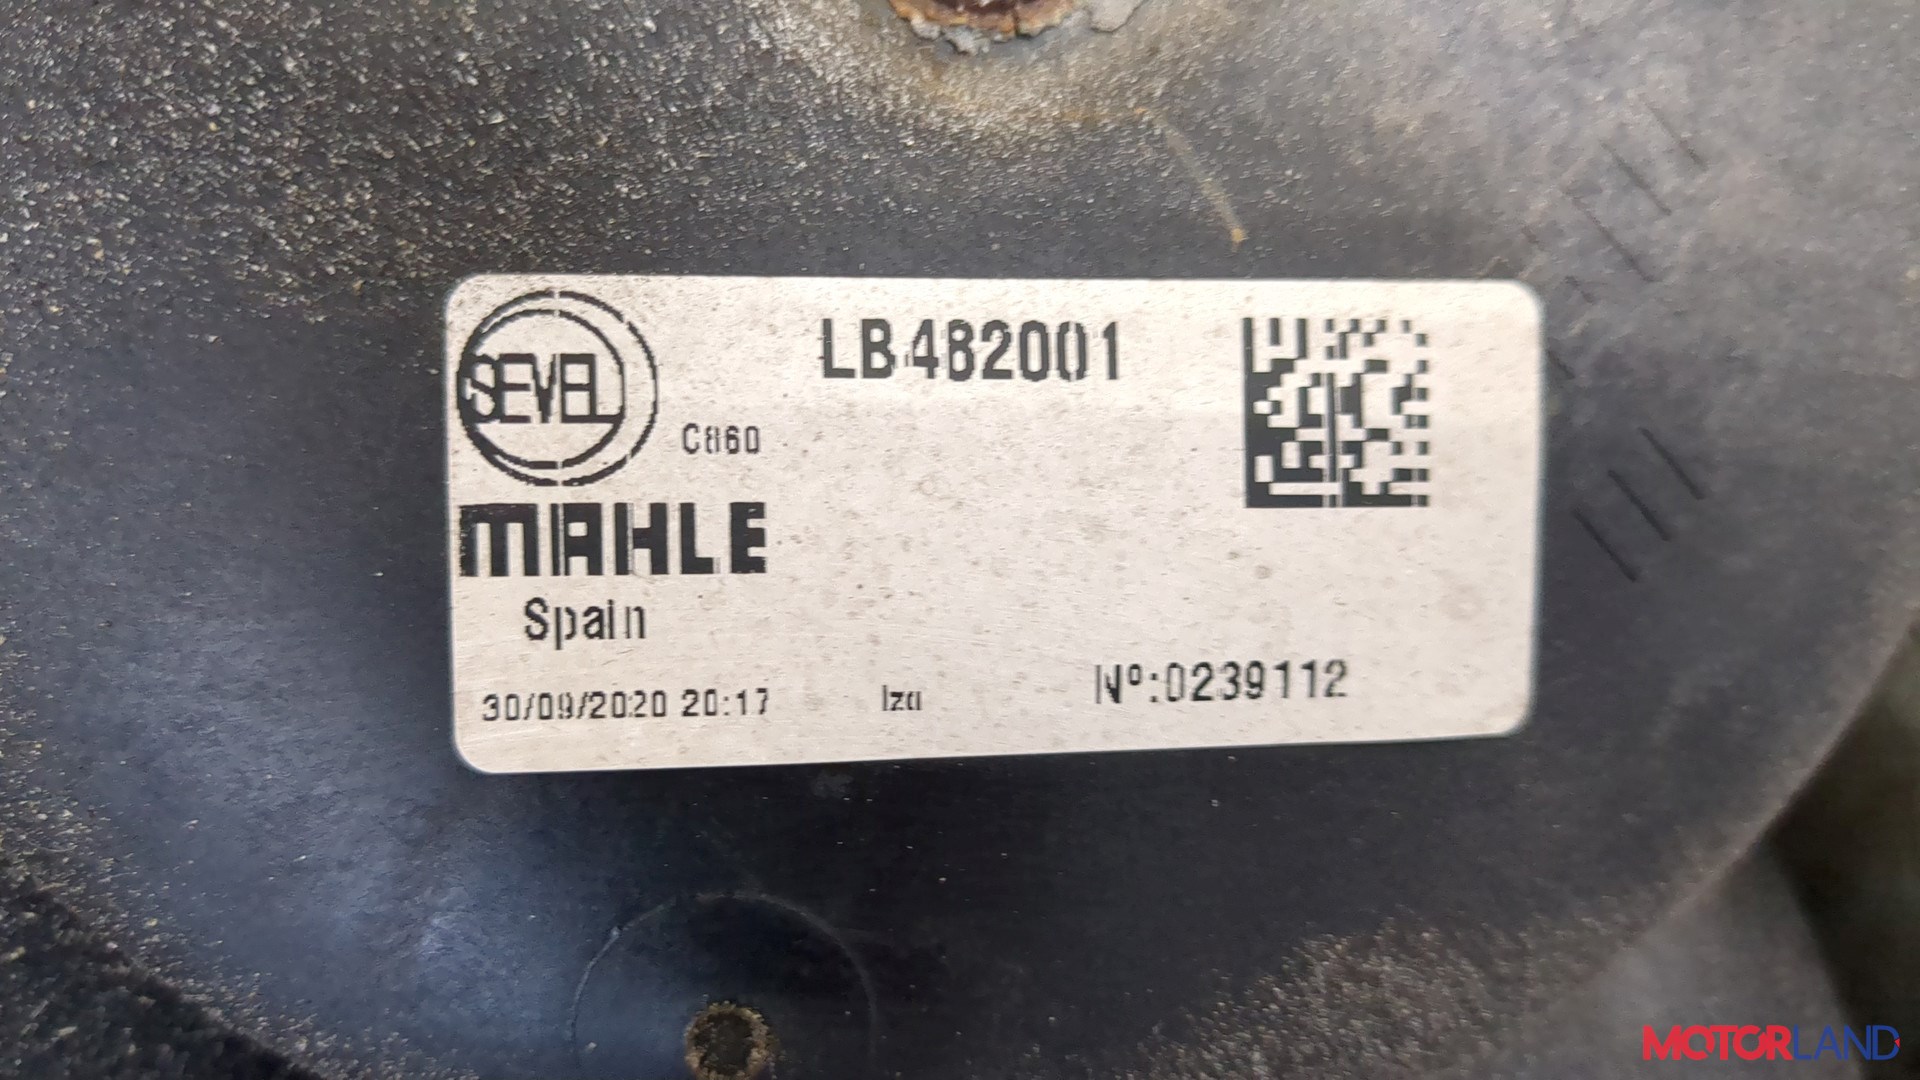 SEVEL
C860
LB482001
MAHLE
Spain
30/09/2020 20:17
Iza
Nº:0239112
MOTORLAND